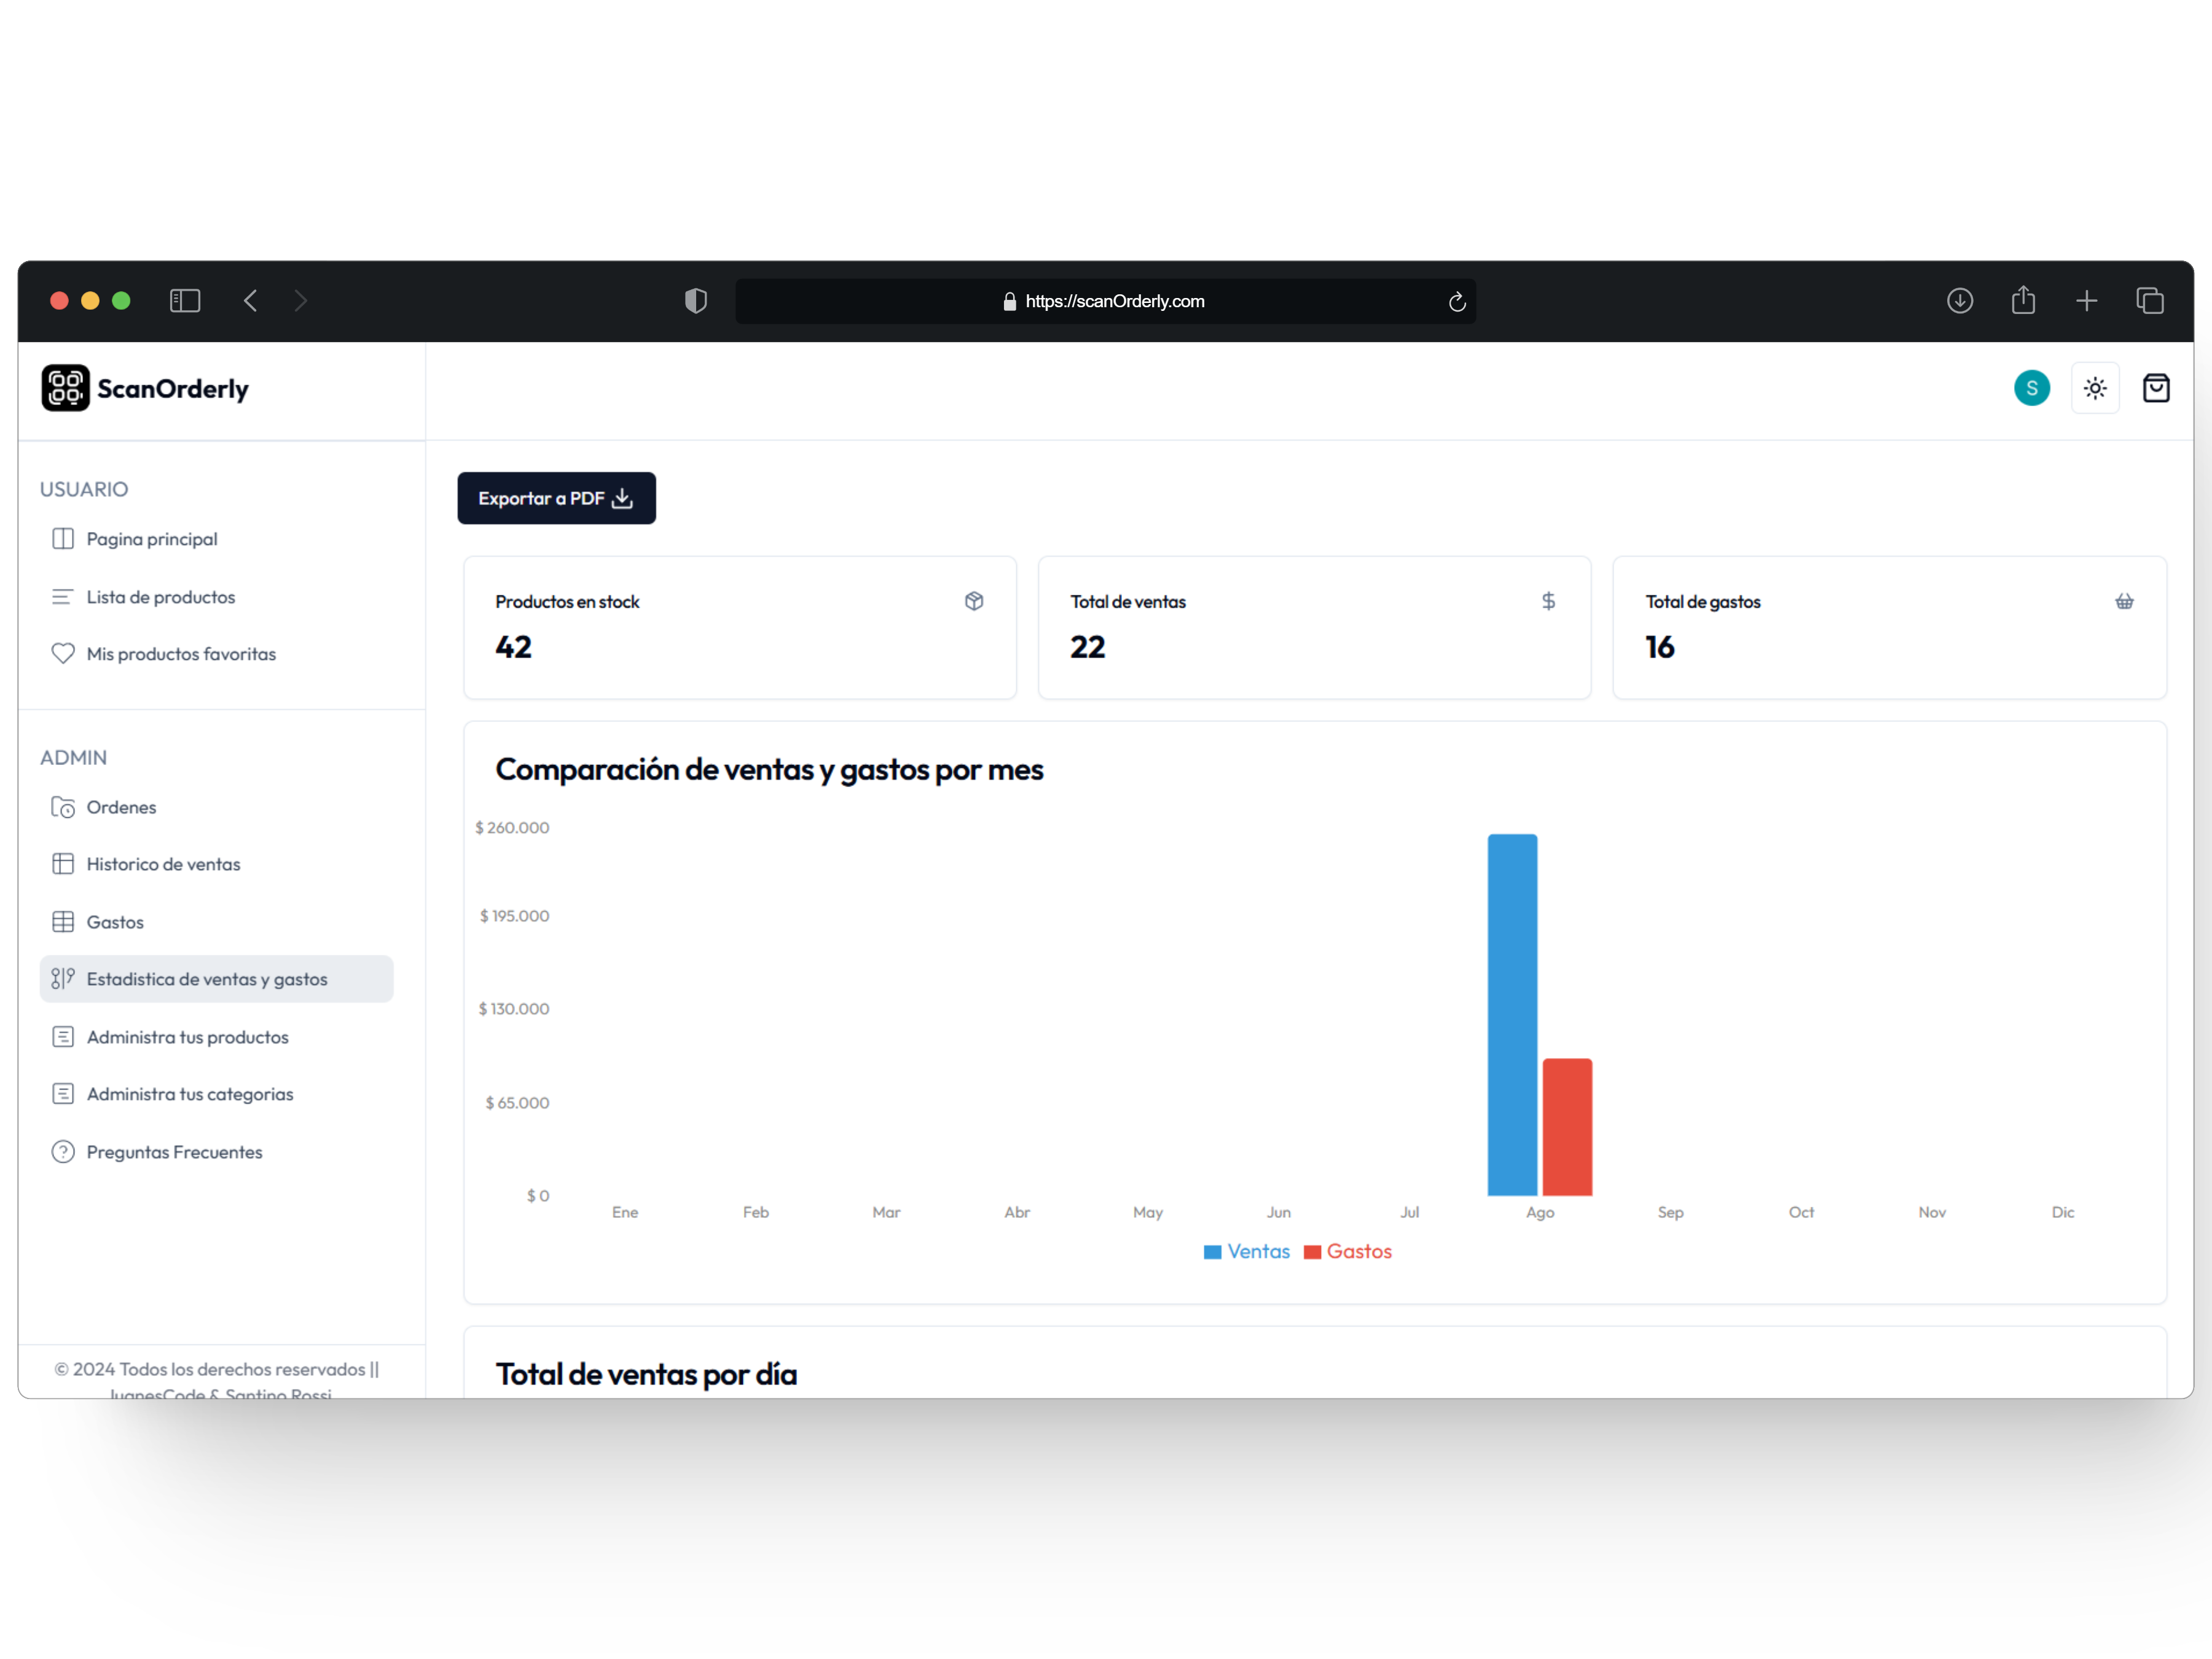 https://scanOrderly.com
ScanOrderly
S
USUARIO
Pagina principal
Lista de productos
Mis productos favoritas
ADMIN
Ordenes
Historico de ventas
Gastos
Estadistica de ventas y gastos
Administra tus productos
Administra tus categorias
Preguntas Frecuentes
© 2024 Todos los derechos reservados ||
JuanesCode & Santino Rossi
Exportar a PDF
Productos en stock
42
Total de ventas
22
Total de gastos
16
Comparación de ventas y gastos por mes
$ 260.000
$ 195.000
$ 130.000
$ 65.000
$ 0
Ene Feb Mar Abr May Jun Jul Ago Sep Oct Nov Dic
Ventas Gastos
Total de ventas por día